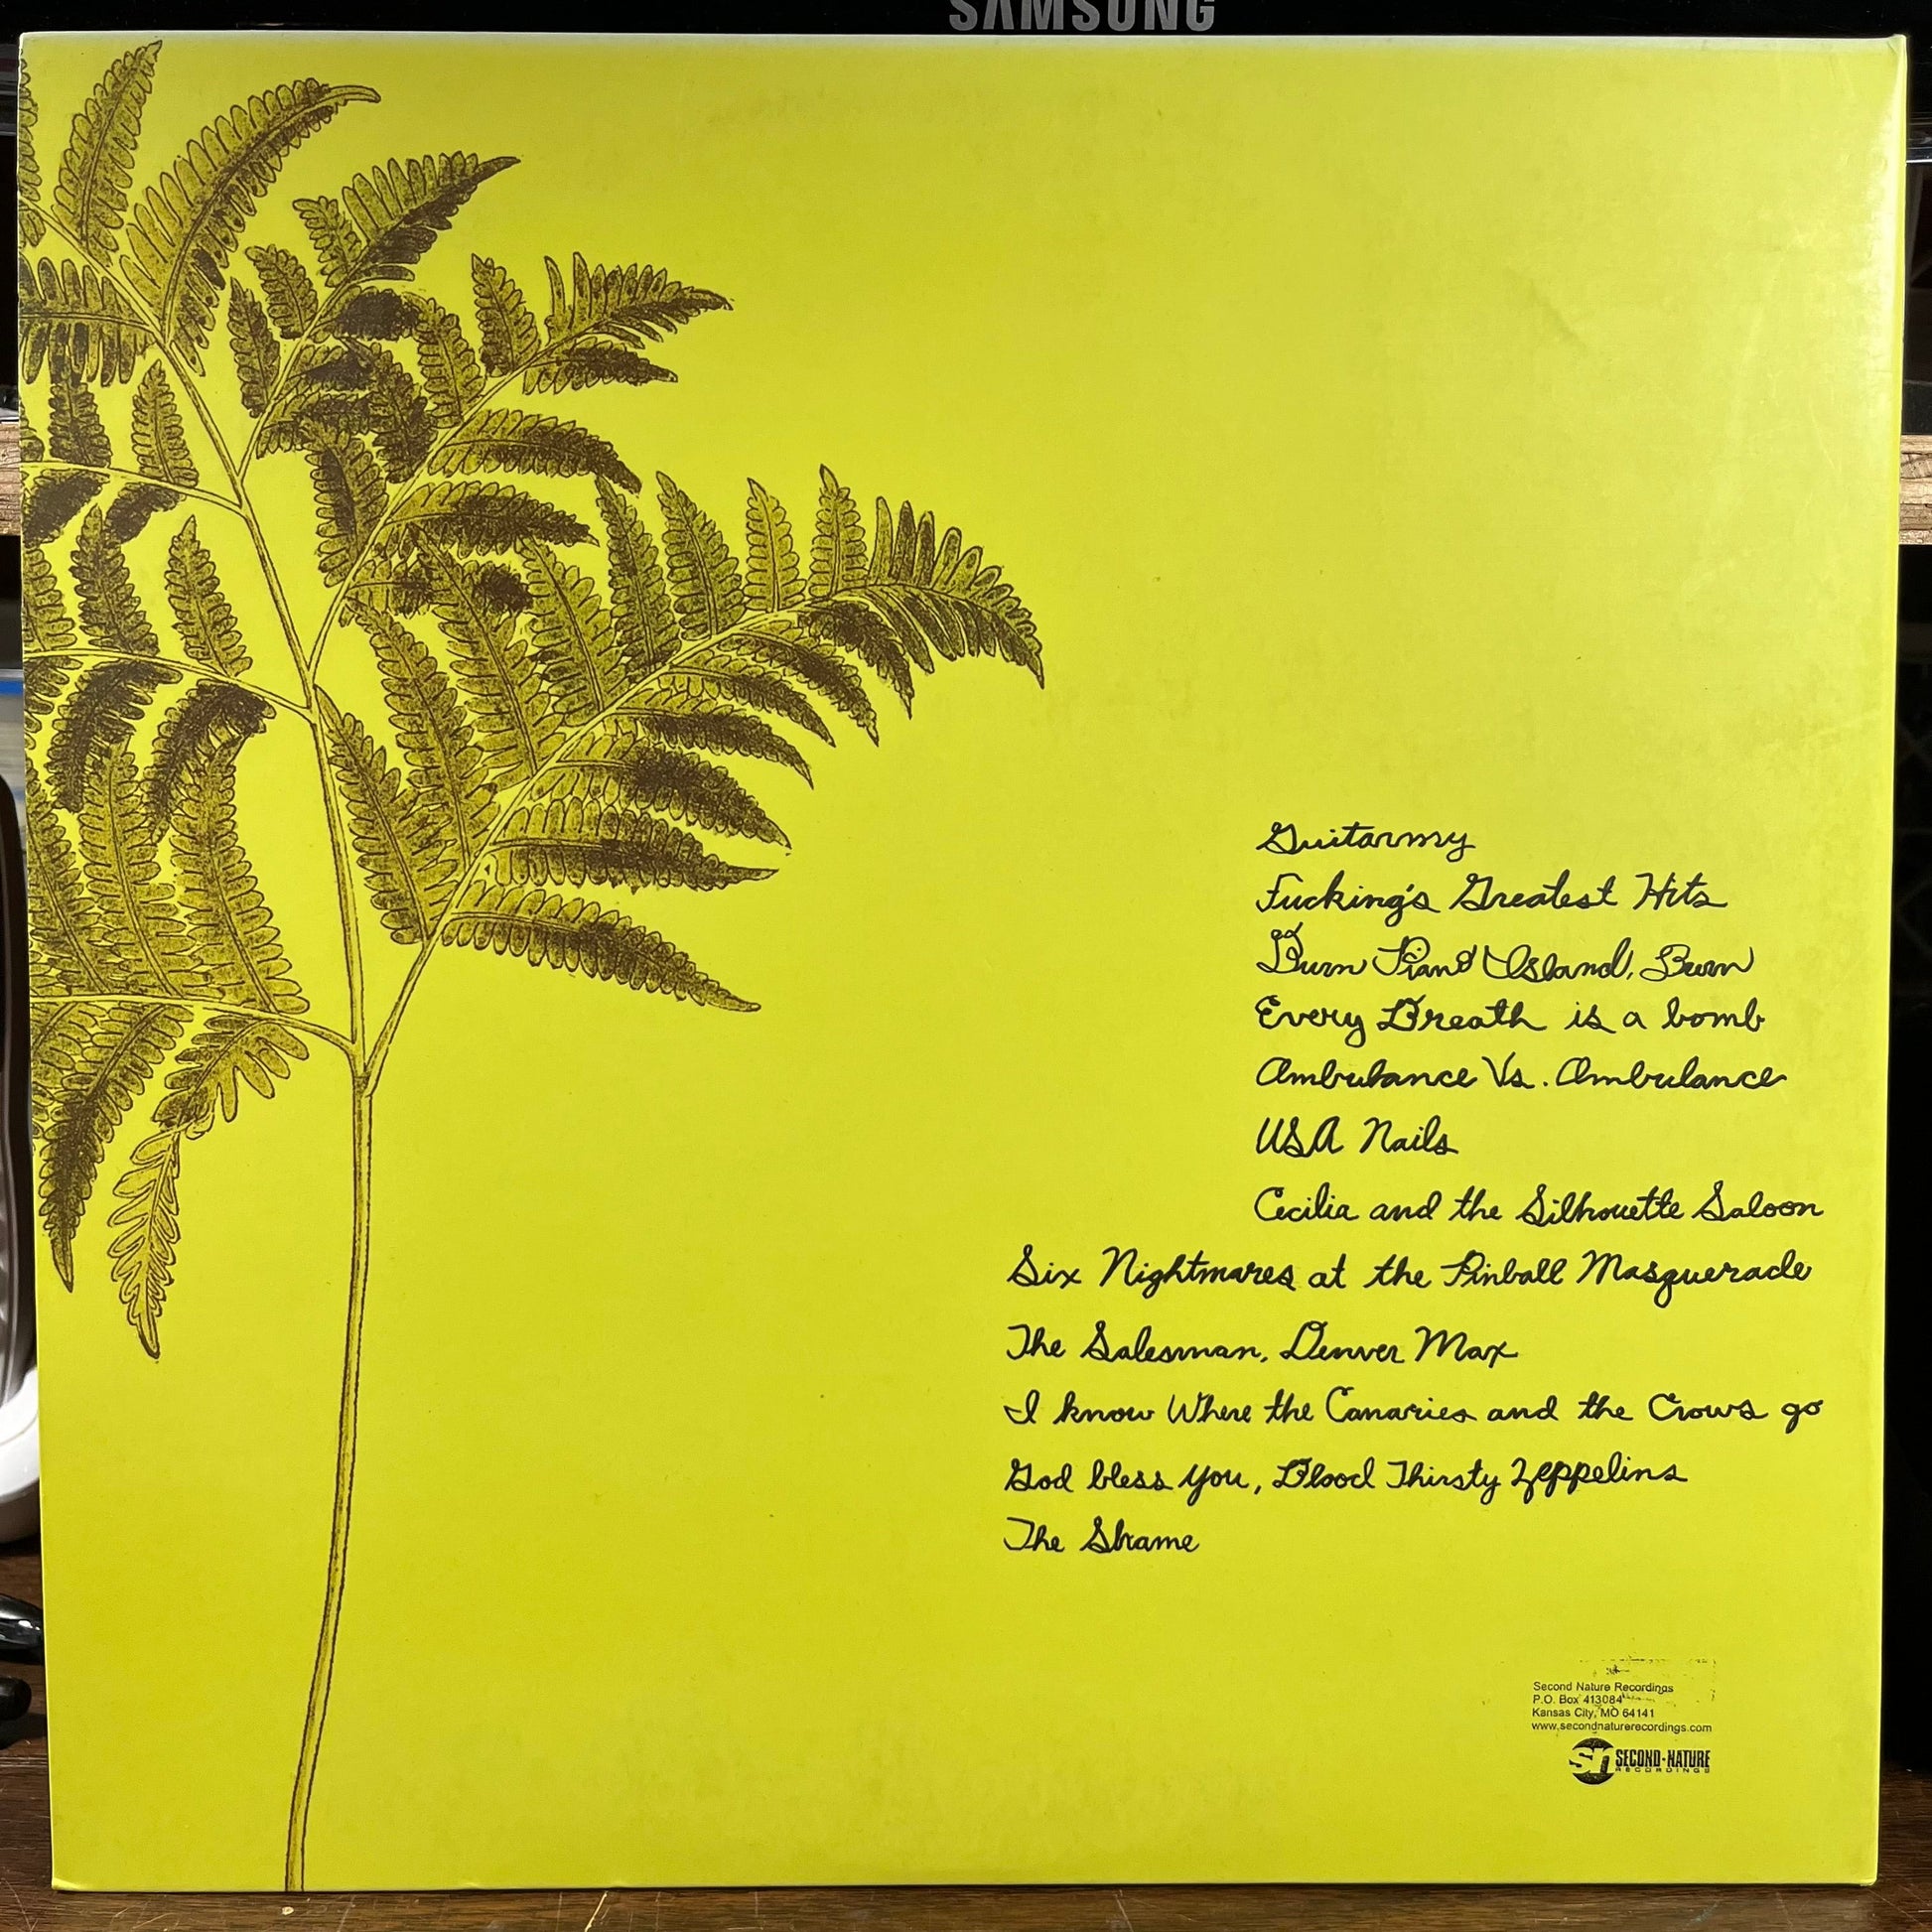 SAMSUNG
Guitarmy
Fucking's Greatest Hits
Burn Piano Island, Burn
Every Breath is a bomb
Ambulance Vs. Ambulance
USA Nails
Cecilia and the Silhouette Saloon
Six Nightmares at the Pinball Masquerade
The Salesman, Denver Max
I know Where the Canaries and the Crows go
God bless you, Blood Thirsty Zeppelins
The Shame
Second Nature Recordings
P.O. Box 413084
Kansas City, MO 64141
www.secondnaturerecordings.com
sn SECOND·NATURE
RECORDINGS